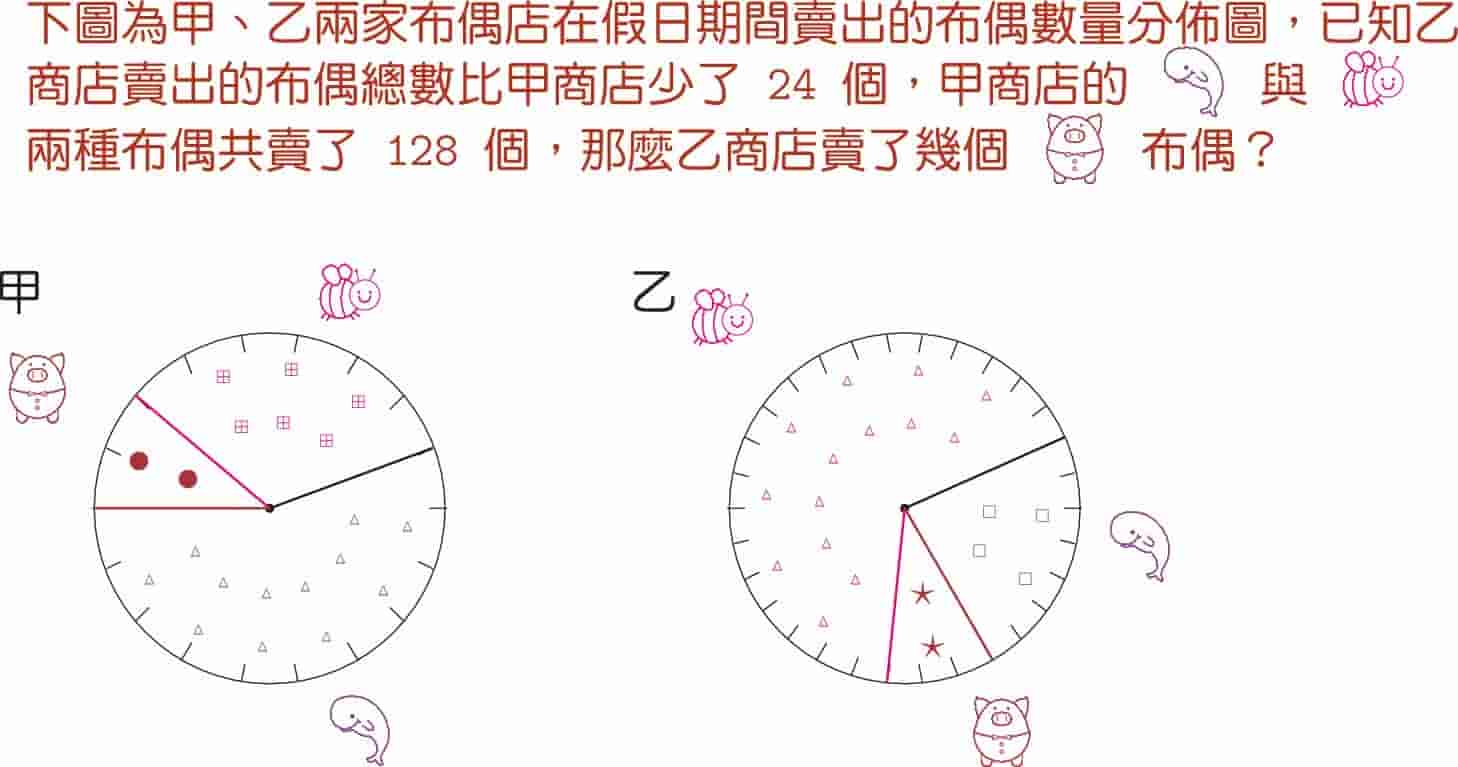 下圖為甲、乙兩家布偶店在假日期間賣出的布偶數量分佈圖，已知乙
商店賣出的布偶總數比甲商店少了 24 個，甲商店的 與
兩種布偶共賣了 128 個，那麼乙商店賣了幾個 布偶？
甲 乙